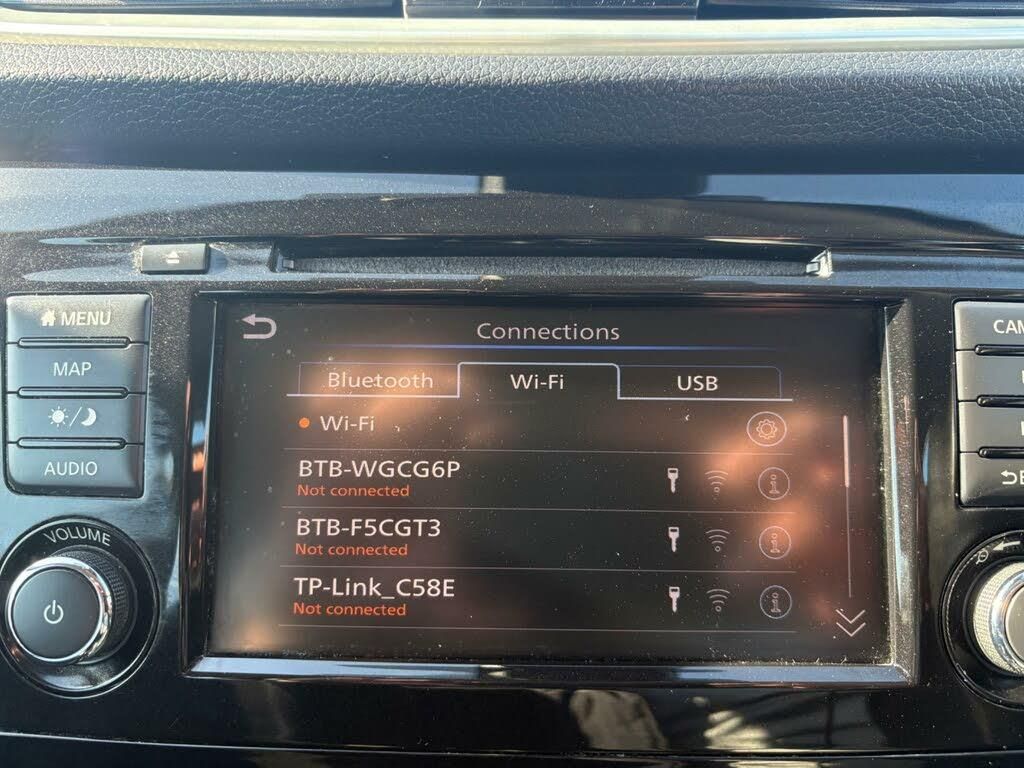 MENU
MAP
AUDIO
VOLUME
Connections
Bluetooth
Wi-Fi
USB
Wi-Fi
BTB-WGCG6P
Not connected
BTB-F5CGT3
Not connected
TP-Link_C58E
Not connected